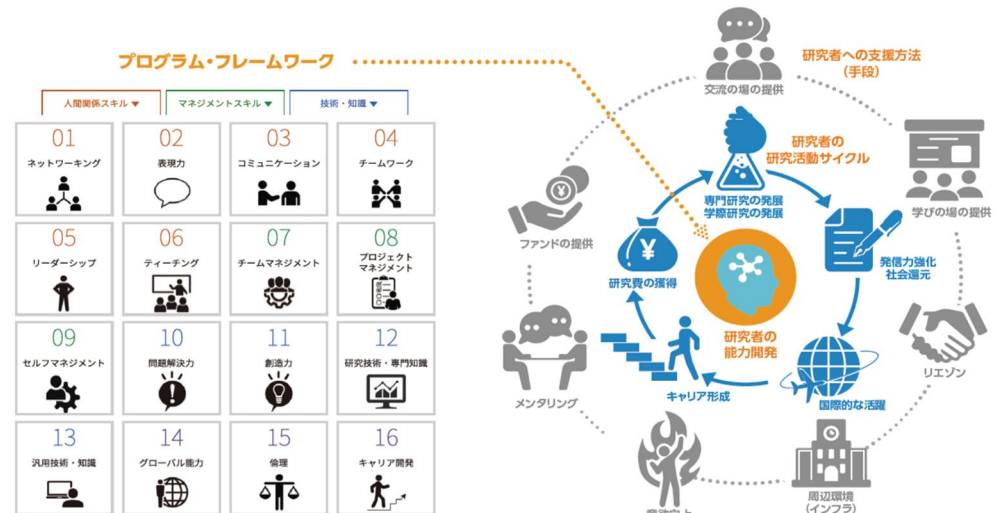 プログラム・フレームワーク
人間関係スキル▼
マネジメントスキル▼
技術・知識▼
01
ネットワーキング
02
表現力
03
コミュニケーション
04
チームワーク
05
リーダーシップ
06
ティーチング
07
チームマネジメント
08
プロジェクト
マネジメント
09
セルフマネジメント
10
問題解決力
11
創造力
12
研究技術・専門知識
13
汎用技術・知識
14
グローバル能力
15
倫理
16
キャリア開発
研究者への支援方法
(手段)
交流の場の提供
学びの場の提供
リエゾン
周辺環境
(インフラ)
メンタリング
ファンドの提供
研究者の
研究活動サイクル
専門研究の発展
学際研究の発展
発信力強化
社会還元
国際的な活躍
キャリア形成
研究費の獲得
¥
¥
研究者の
能力開発